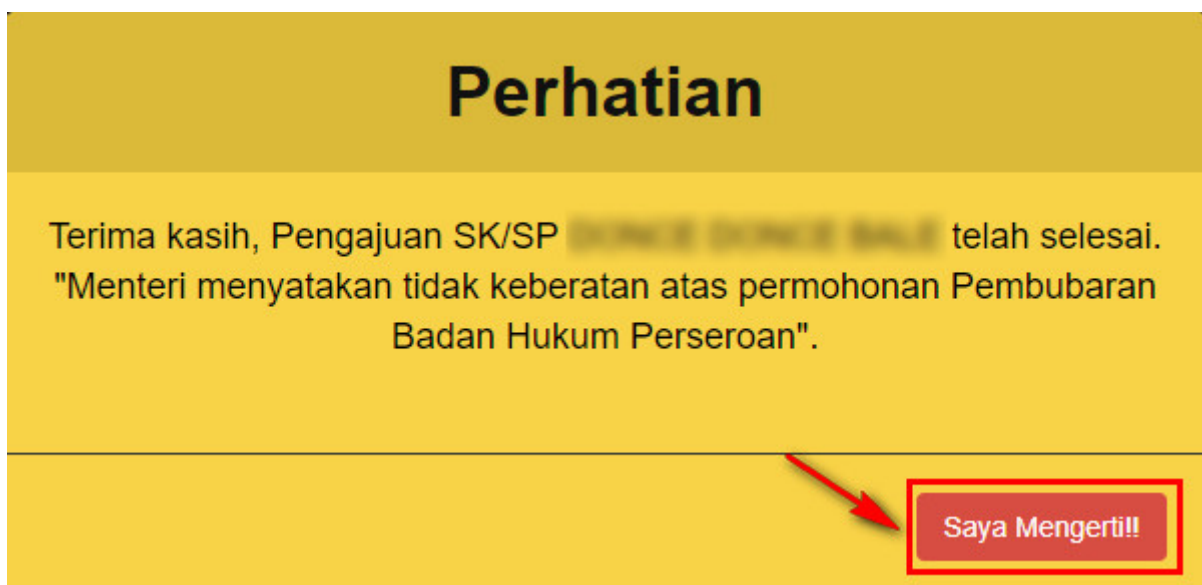 Perhatian
Terima kasih, Pengajuan SK/SP telah selesai.
"Menteri menyatakan tidak keberatan atas permohonan Pembubaran
Badan Hukum Perseroan".
Saya Mengerti!!